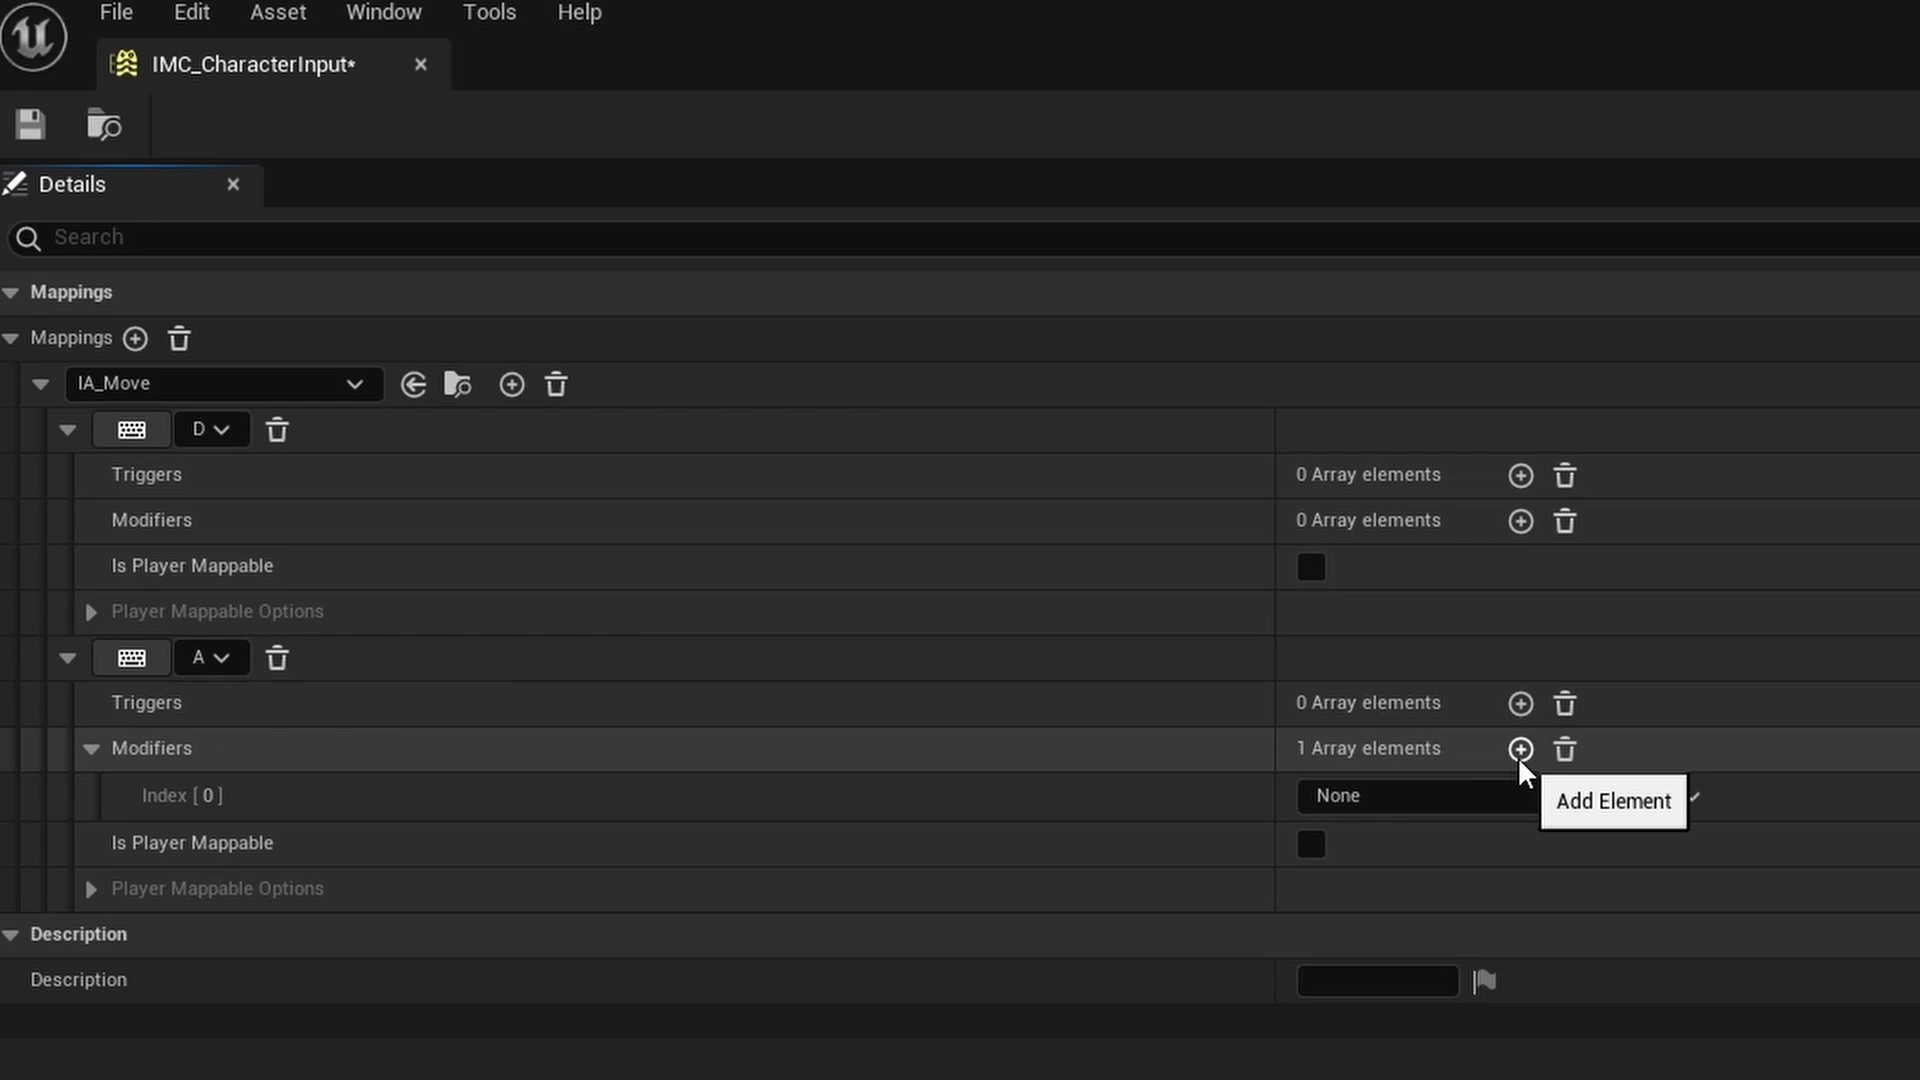 File Edit Asset Window Tools Help
IMC_CharacterInput*
Details
Search
Mappings
Mappings
IA_Move
D
Triggers 0 Array elements
Modifiers 0 Array elements
Is Player Mappable
Player Mappable Options
A
Triggers 0 Array elements
Modifiers 1 Array elements
Index [ 0 ] None
Add Element
Is Player Mappable
Player Mappable Options
Description
Description